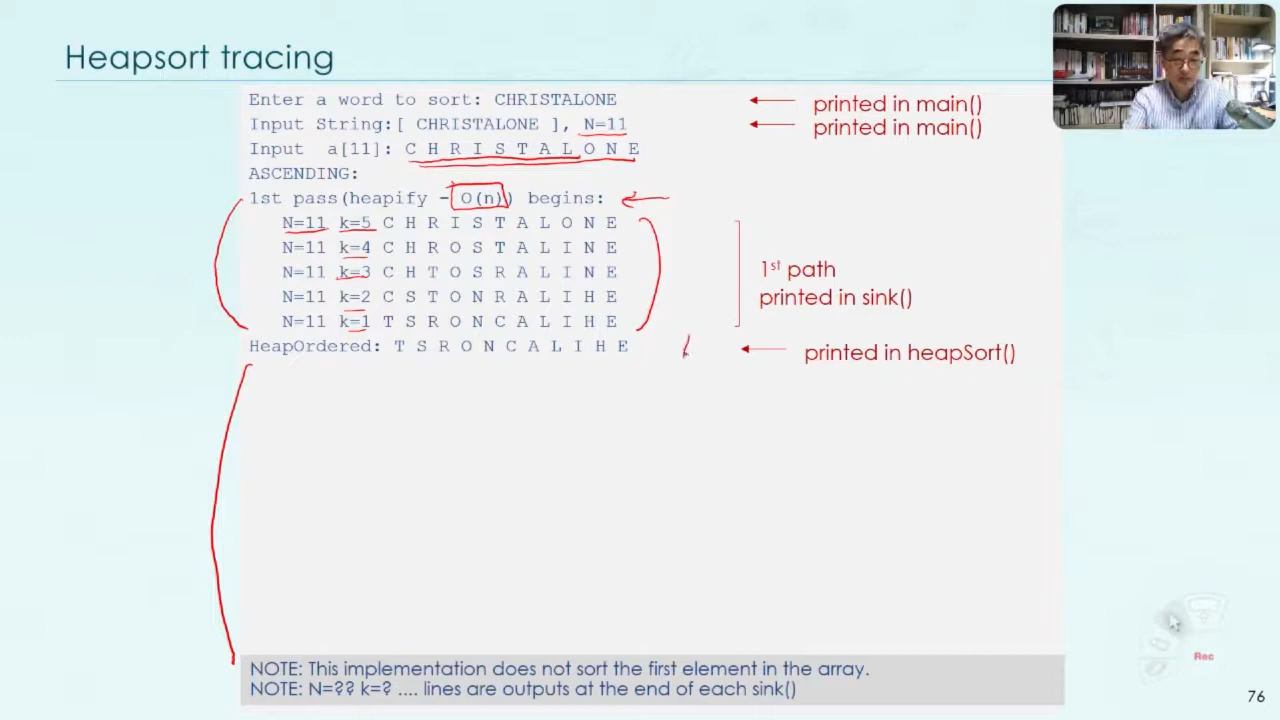 Heapsort tracing
Enter a word to sort: CHRISTALONE
printed in main()
Input String:[ CHRISTALONE ], N=11
printed in main()
Input a[11]: C H R I S T A L O N E
ASCENDING:
1st pass(heapify - O(n)) begins:
N=11 k=5 C H R I S T A L O N E
N=11 k=4 C H R O S T A L I N E
N=11 k=3 C H T O S R A L I N E
N=11 k=2 C S T O N R A L I H E
N=11 k=1 T S R O N C A L I H E
1st path
printed in sink()
HeapOrdered: T S R O N C A L I H E
printed in heapSort()
NOTE: This implementation does not sort the first element in the array.
NOTE: N=?? k=? .... lines are outputs at the end of each sink()
Rec
76